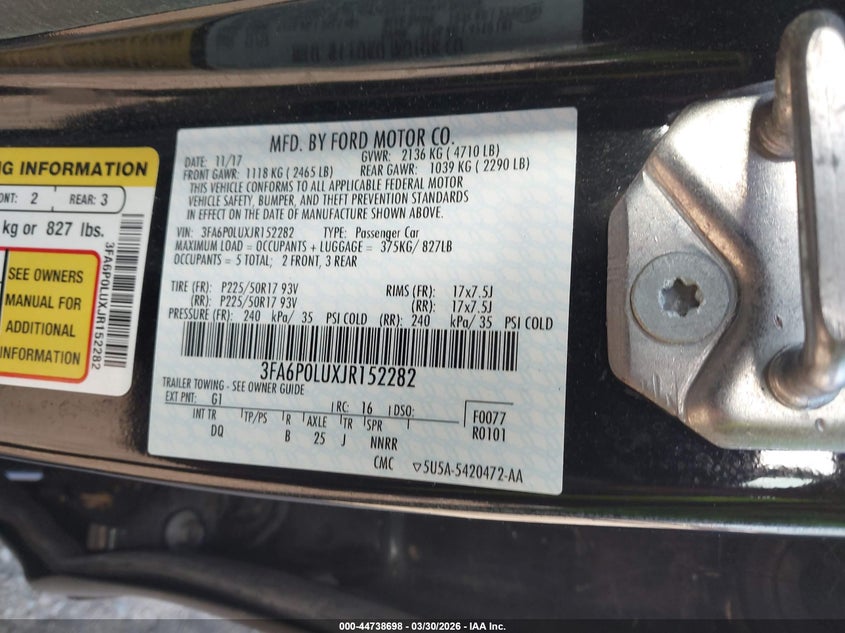 NG INFORMATION
ONT: 2 REAR: 3
kg or 827 lbs.
SEE OWNERS
MANUAL FOR
ADDITIONAL
INFORMATION
3FA6P0LUXJR152282
MFD. BY FORD MOTOR CO.
DATE: 11/17 GVWR: 2136 KG ( 4710 LB)
FRONT GAWR: 1118 KG ( 2465 LB) REAR GAWR: 1039 KG ( 2290 LB)
THIS VEHICLE CONFORMS TO ALL APPLICABLE FEDERAL MOTOR
VEHICLE SAFETY, BUMPER, AND THEFT PREVENTION STANDARDS
IN EFFECT ON THE DATE OF MANUFACTURE SHOWN ABOVE.
VIN: 3FA6P0LUXJR152282 TYPE: Passenger Car
MAXIMUM LOAD = OCCUPANTS + LUGGAGE = 375KG/ 827LB
OCCUPANTS = 5 TOTAL; 2 FRONT, 3 REAR
TIRE (FR): P225/50R17 93V RIMS (FR): 17x7.5J
(RR): P225/50R17 93V (RR): 17x7.5J
PRESSURE (FR): 240 kPa/ 35 PSI COLD (RR): 240 kPa/ 35 PSI COLD
3FA6P0LUXJR152282
TRAILER TOWING - SEE OWNER GUIDE
EXT PNT: G1 RC: 16 DSO: F0077
INT TR TP/PS R AXLE TR SPR R0101
DQ B 25 J NNRR
CMC 5U5A-5420472-AA
000-44738698 - 03/30/2026 - IAA Inc.